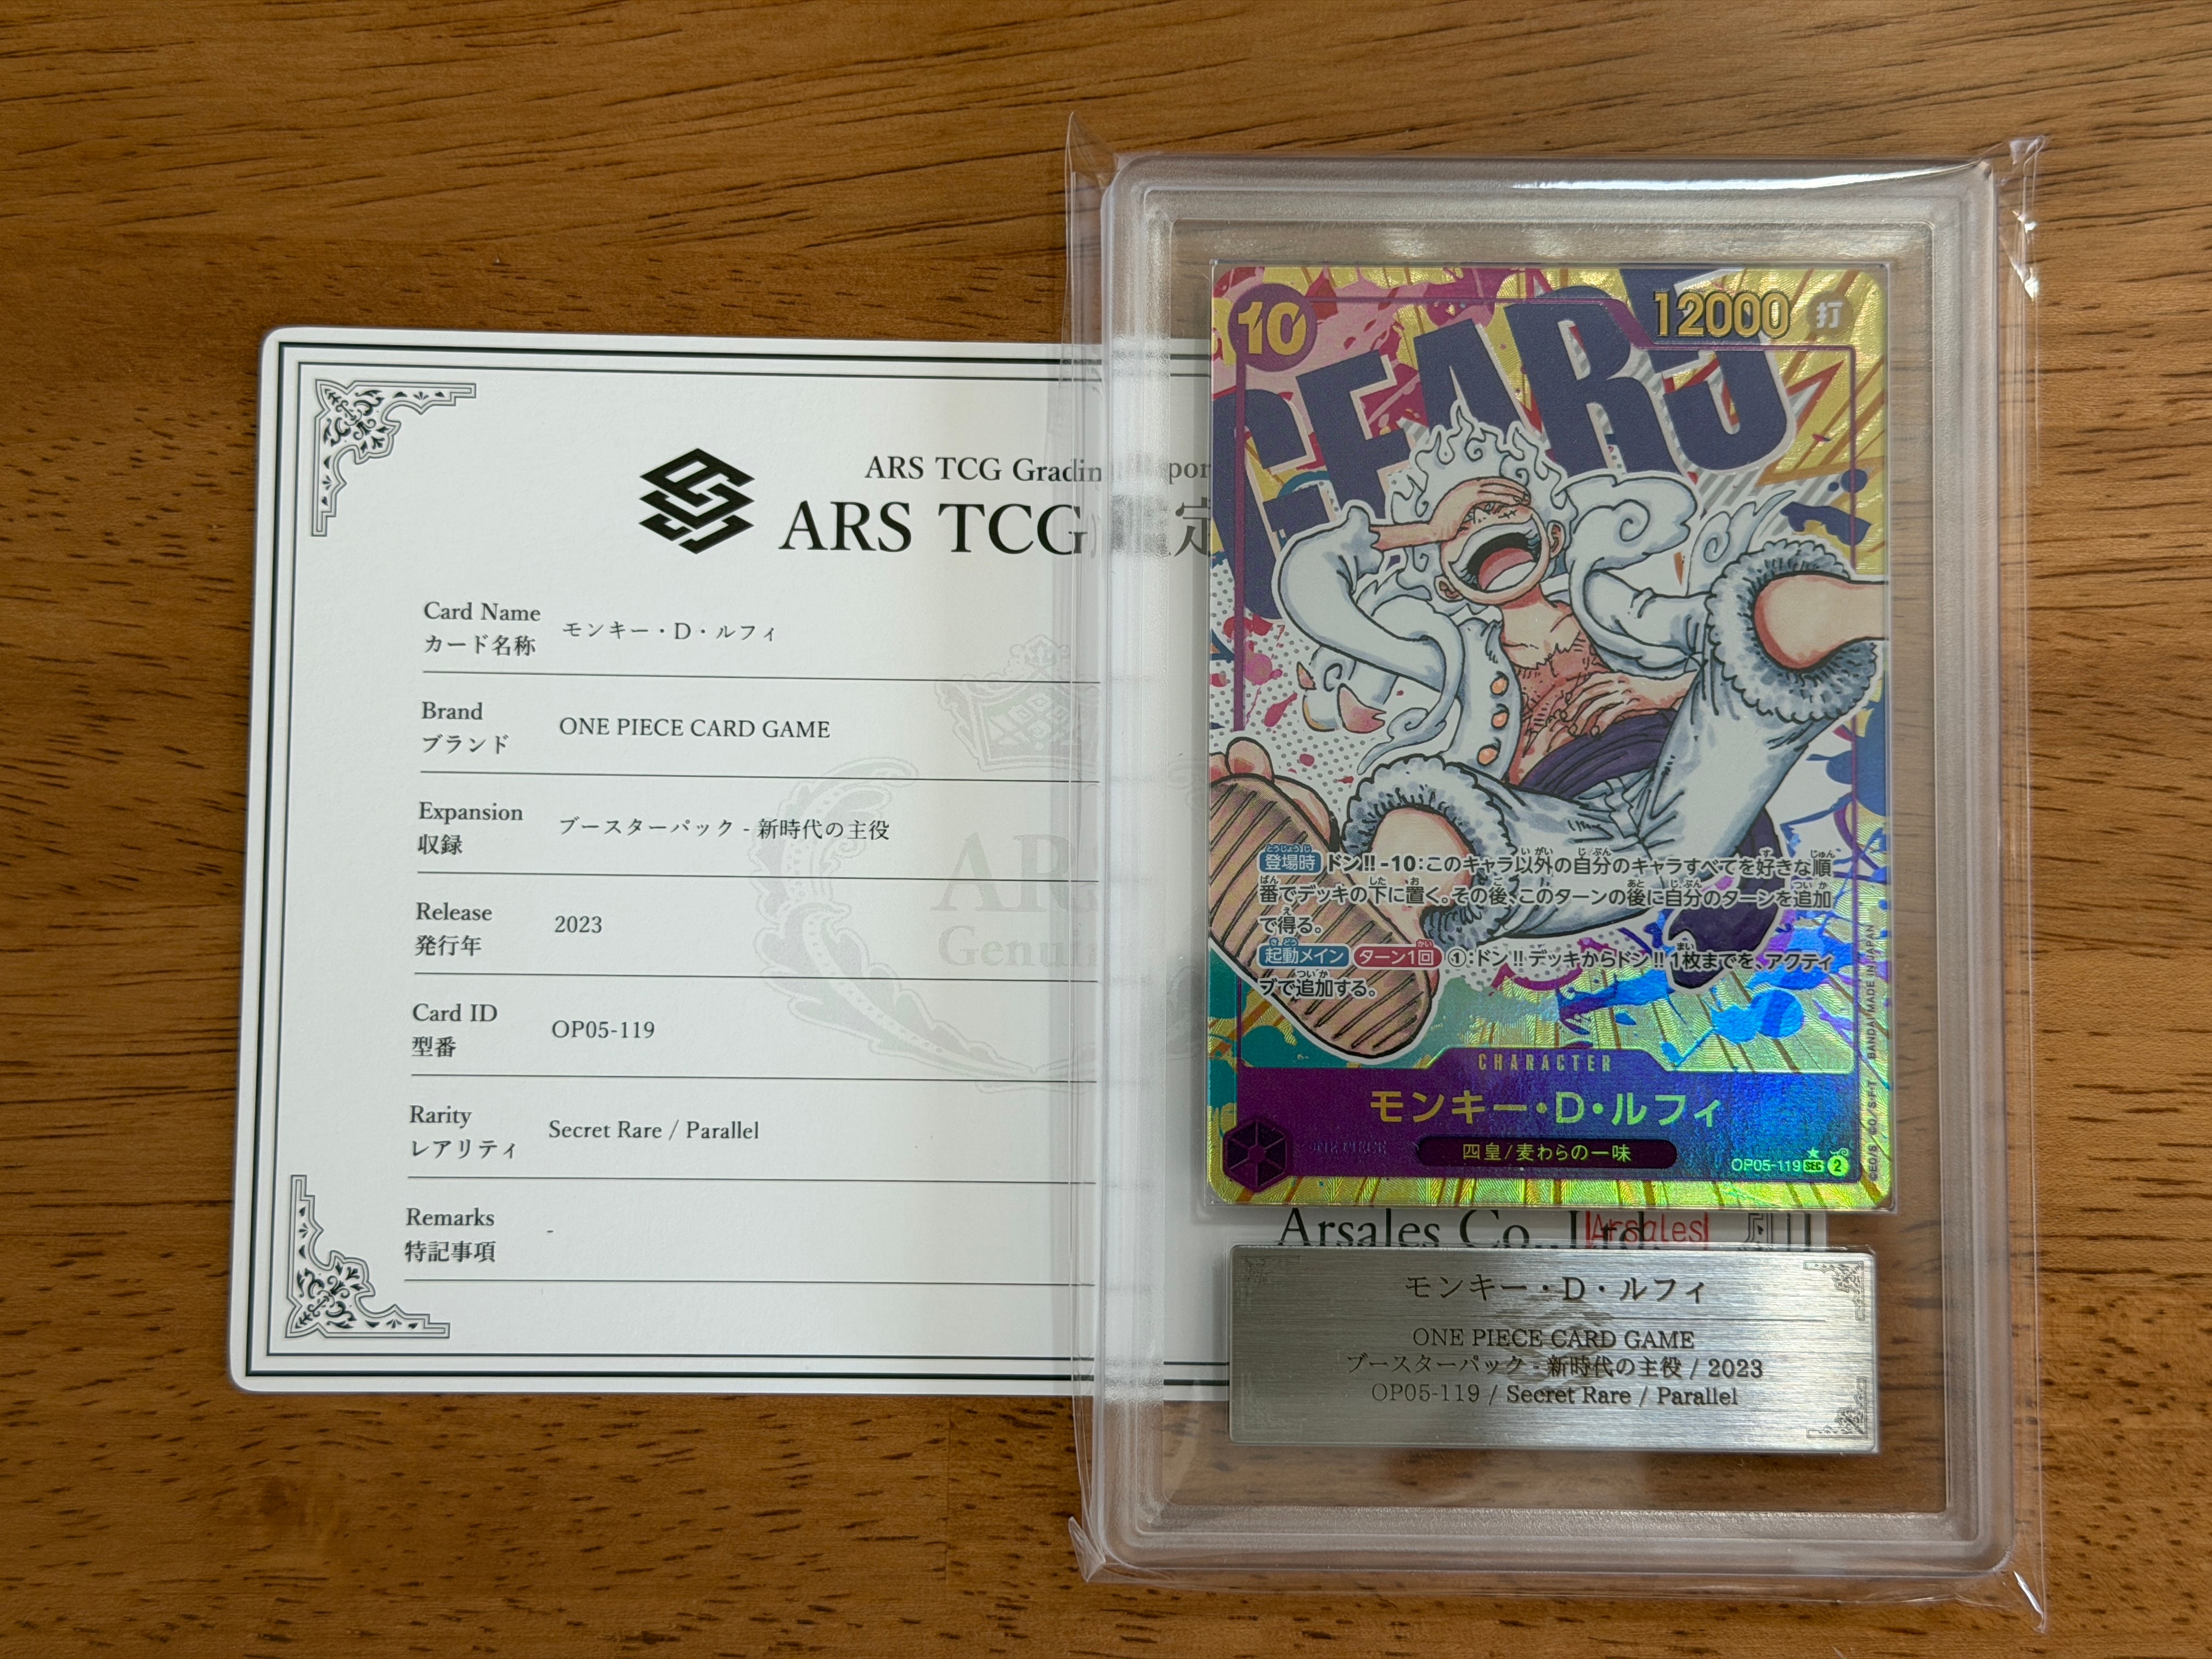 ARS TCG Gradin
ARS TCG
Card Name
カード名称
モンキー・D・ルフィ
Brand
ブランド
ONE PIECE CARD GAME
Expansion
収録
ブースターパック - 新時代の主役
Release
発行年
2023
Card ID
型番
OP05-119
Rarity
レアリティ
Secret Rare / Parallel
Remarks
特記事項
-
Arsales Co., Ltd.
Arsales
10
12000
打
GEAR5
登場時 ドン!!-10:このキャラ以外の自分のキャラすべてを好きな順
番でデッキの下に置く。その後、このターンの後に自分のターンを追加
で得る。
起動メイン ターン1回 ①:ドン!!デッキからドン!!1枚までを、アクティ
ブで追加する。
CHARACTER
モンキー・D・ルフィ
四皇/麦わらの一味
OP05-119 SEC 2
BANDAI MADE IN JAPAN
モンキー・D・ルフィ
ONE PIECE CARD GAME
ブースターパック - 新時代の主役 / 2023
OP05-119 / Secret Rare / Parallel